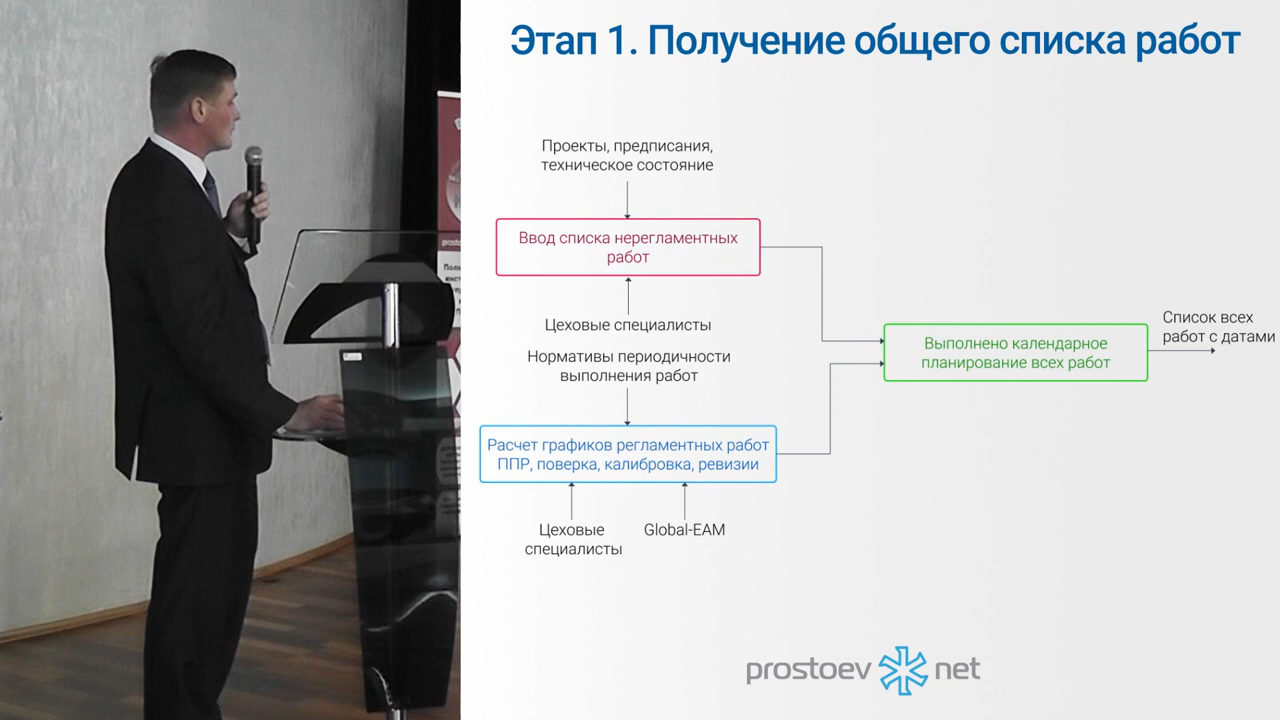 Этап 1. Получение общего списка работ
Проекты, предписания,
техническое состояние
Ввод списка нерегламентных
работ
Цеховые специалисты
Нормативы периодичности
выполнения работ
Расчет графиков регламентных работ
ППР, поверка, калибровка, ревизии
Цеховые
специалисты
Global-EAM
Выполнено календарное
планирование всех работ
Список всех
работ с датами
prostoev net